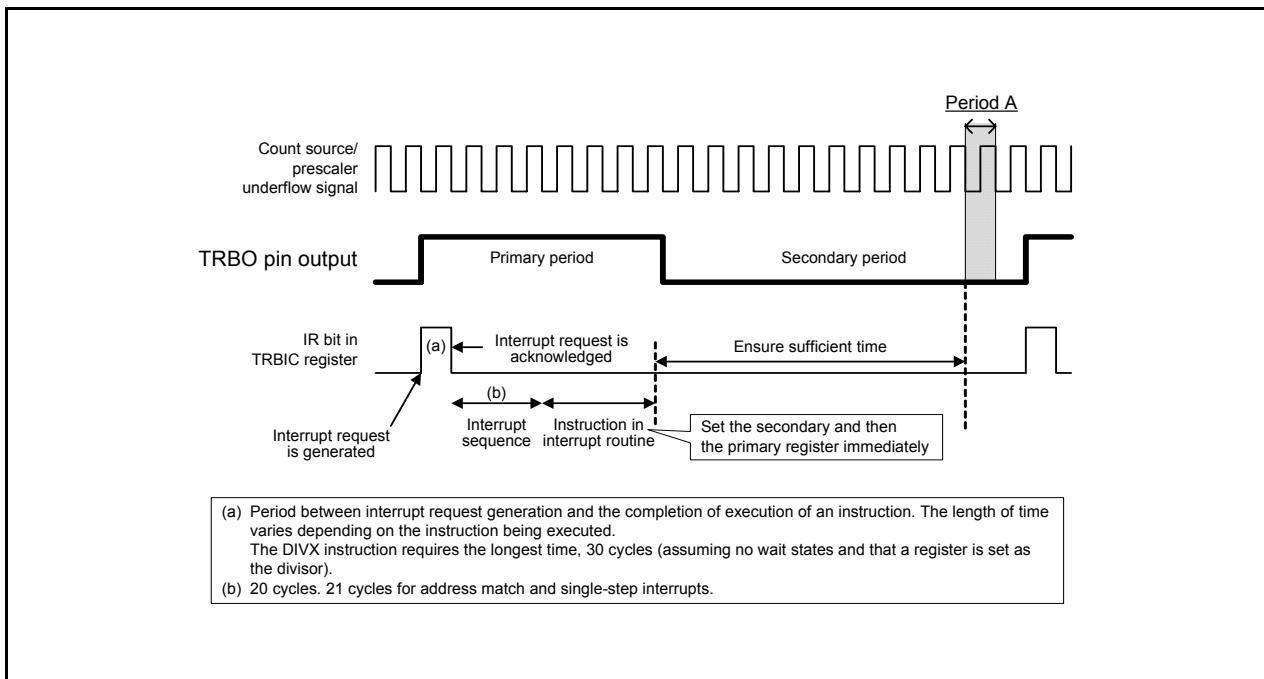 Period A
Count source/
prescaler
underflow signal
TRBO pin output
Primary period
Secondary period
IR bit in
TRBIC register
(a)
Interrupt request is
acknowledged
Ensure sufficient time
(b)
Interrupt
sequence
Instruction in
interrupt routine
Set the secondary and then
the primary register immediately
Interrupt request
is generated
(a) Period between interrupt request generation and the completion of execution of an instruction. The length of time
varies depending on the instruction being executed.
The DIVX instruction requires the longest time, 30 cycles (assuming no wait states and that a register is set as
the divisor).
(b) 20 cycles. 21 cycles for address match and single-step interrupts.